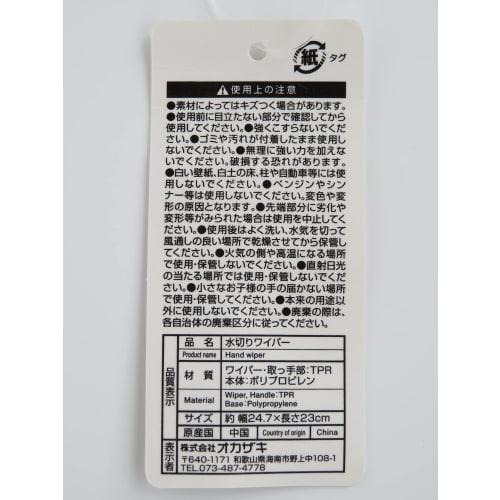 紙
タグ
使用上の注意
●素材によってはキズつく場合があります。
●使用前に目立たない部分で確認してから
使用してください。●強くこすらないでくだ
さい。●ゴミや汚れが付着したまま使用し
ないでください。●無理に強い力を加えな
いでください。破損する恐れがあります。
●白い壁紙、白土の床、柱や自動車等には使
用しないでください。●ベンジンやシン
ナー等は使用しないでください。変色や変
形の原因となります。●先端部分に劣化や
変形等がみられた場合は使用を中止してく
ださい。●使用後はよく洗い、水気を切って
風通しの良い場所で乾燥させてから保管し
てください。●火気の側や高温になる場所
で使用・保管しないでください。●直射日光
の当たる場所では使用・保管しないでくだ
さい。●小さなお子様の手の届かない場所で
使用・保管してください。●本来の用途以
外に使用しないでください。●廃棄の際は、
各自治体の廃棄区分に従ってください。
品質表示
品 名 水切りワイパー
Product name Hand wiper
材 質 ワイパー・取っ手部:TPR
本体:ポリプロピレン
Material Wiper, Handle:TPR
Base:Polypropylene
サイズ 約 幅24.7×長さ23cm
原産国 中国 Country of origin China
表示者 株式会社オカザキ
〒640-1171 和歌山県海南市野上中108-1
TEL.073-487-4778